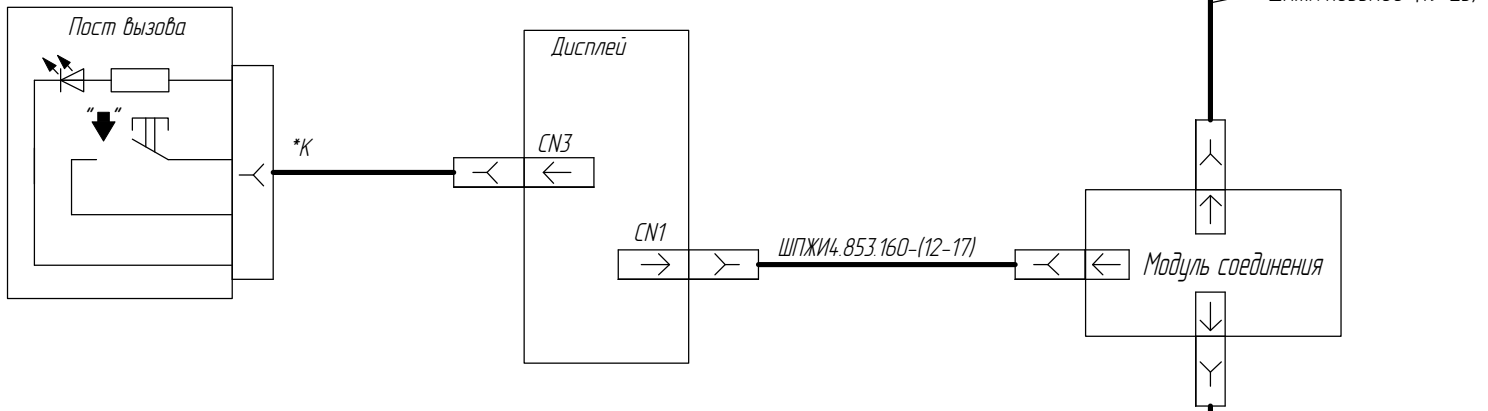 Пост вызова
Дисплей
"  "
*К
CN3
CN1
ШПЖИ4.853.160-(12-17)
Модуль соединения